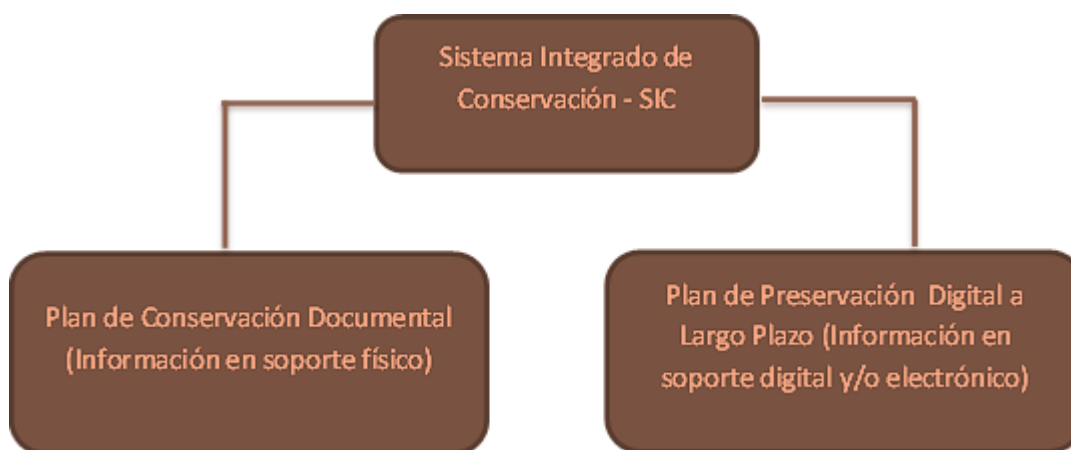 Sistema Integrado de
Conservación - SIC
Plan de Conservación Documental
(Información en soporte físico)
Plan de Preservación Digital a
Largo Plazo (Información en
soporte digital y/o electrónico)